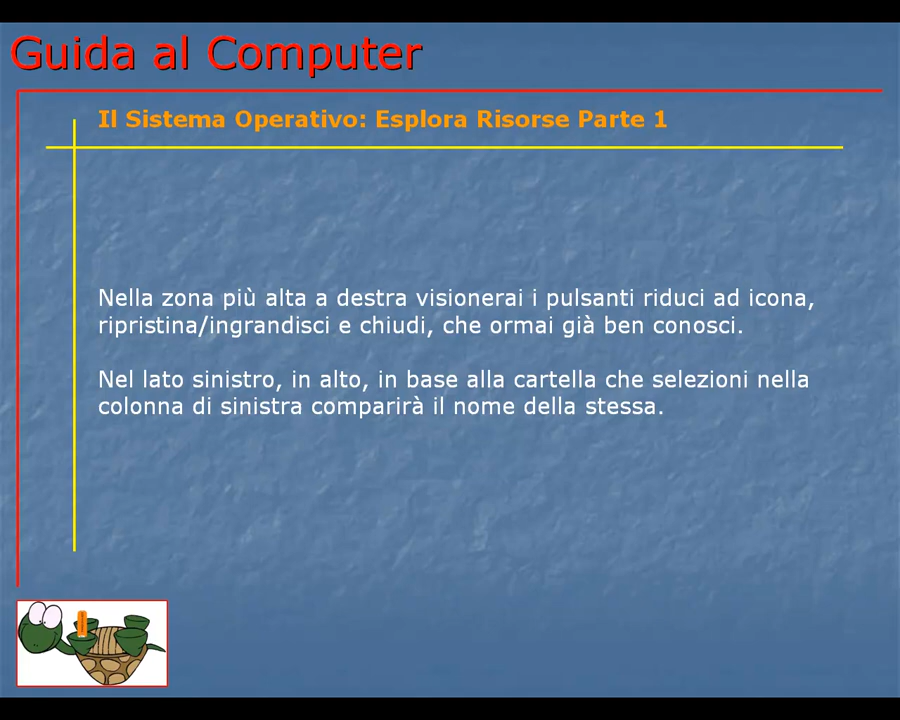 Guida al Computer
Il Sistema Operativo: Esplora Risorse Parte 1
Nella zona più alta a destra visionerai i pulsanti riduci ad icona,
ripristina/ingrandisci e chiudi, che ormai già ben conosci.
Nel lato sinistro, in alto, in base alla cartella che selezioni nella
colonna di sinistra comparirà il nome della stessa.